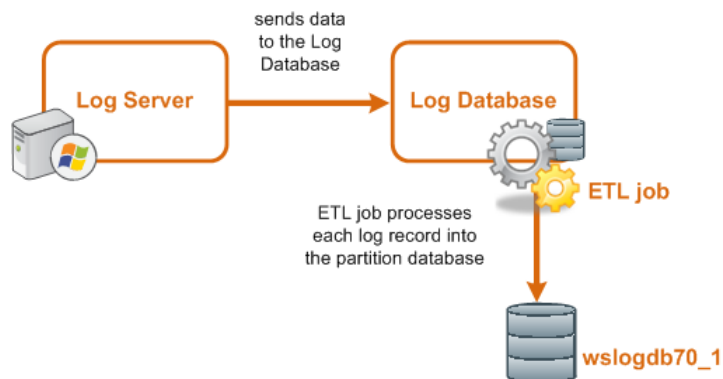 sends data
to the Log
Database
Log Server
Log Database
ETL job
ETL job processes
each log record into
the partition database
wslogdb70_1